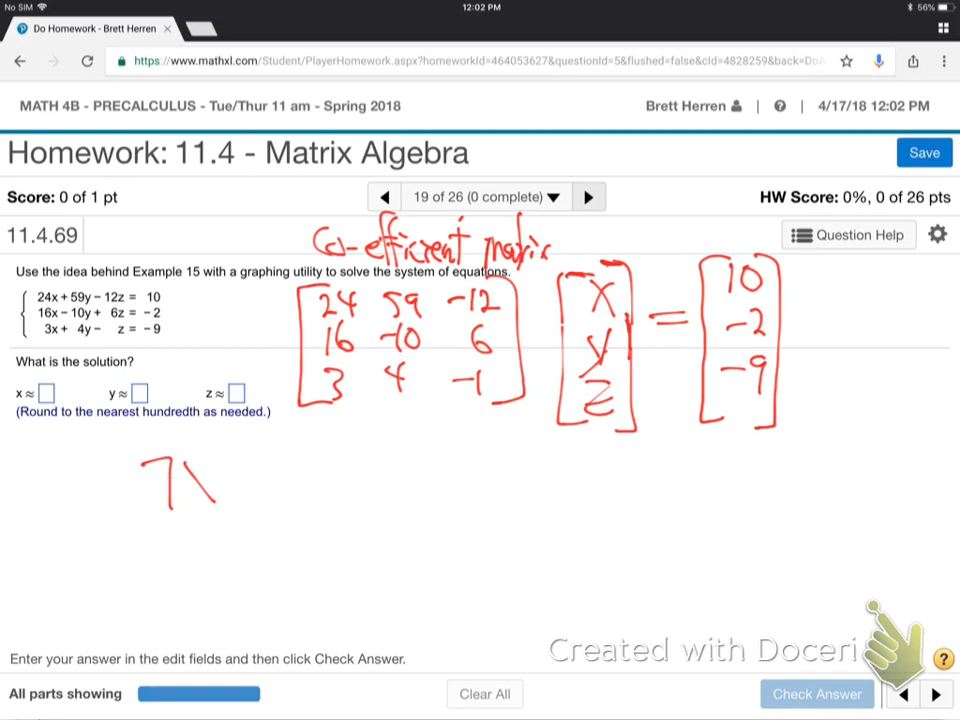 No SIM 12:02 PM 56%
Do Homework - Brett Herren ×
https://www.mathxl.com/Student/PlayerHomework.aspx?homeworkId=464053627&questionId=5&flushed=false&cId=4828259&back=DoA
MATH 4B - PRECALCULUS - Tue/Thur 11 am - Spring 2018 Brett Herren | ? | 4/17/18 12:02 PM
Homework: 11.4 - Matrix Algebra Save
Score: 0 of 1 pt 19 of 26 (0 complete) HW Score: 0%, 0 of 26 pts
11.4.69 Question Help
Co-efficient matrix
Use the idea behind Example 15 with a graphing utility to solve the system of equations.
24x + 59y - 12z = 10
16x - 10y + 6z = -2
3x + 4y - z = -9
24 59 -12 x 10
16 -10 6 y = -2
3 4 -1 z -9
What is the solution?
x ≈ y ≈ z ≈
(Round to the nearest hundredth as needed.)
Created with Doceri
Enter your answer in the edit fields and then click Check Answer. ?
All parts showing Clear All Check Answer